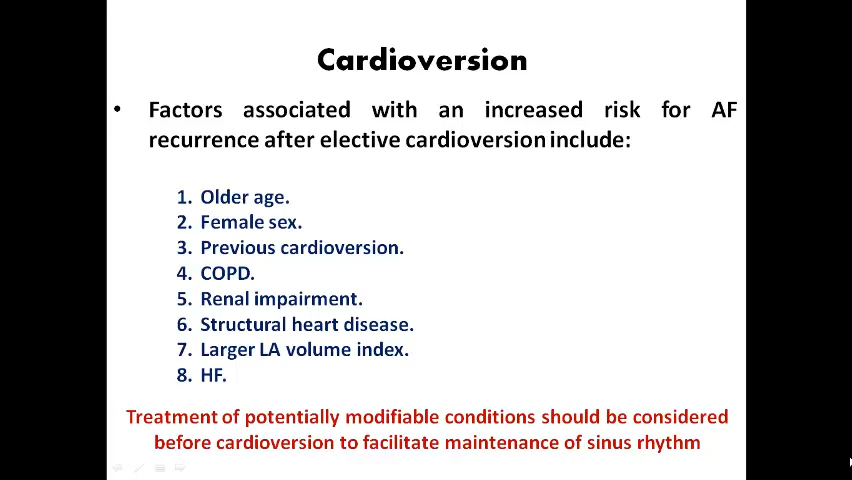 Cardioversion
• Factors associated with an increased risk for AF
recurrence after elective cardioversion include:
1. Older age.
2. Female sex.
3. Previous cardioversion.
4. COPD.
5. Renal impairment.
6. Structural heart disease.
7. Larger LA volume index.
8. HF.
Treatment of potentially modifiable conditions should be considered
before cardioversion to facilitate maintenance of sinus rhythm